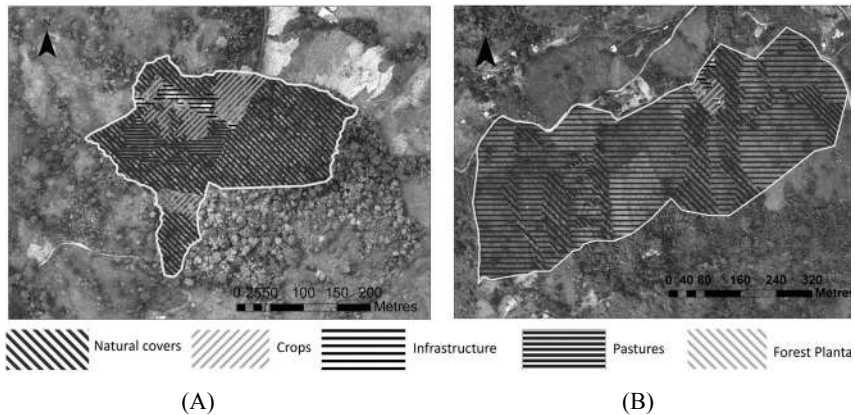 N
0 25 50 100 150 200
Metres
0 40 80 160 240 320
Metres
Natural covers
Crops
Infrastructure
Pastures
Forest Planta
(A)
(B)